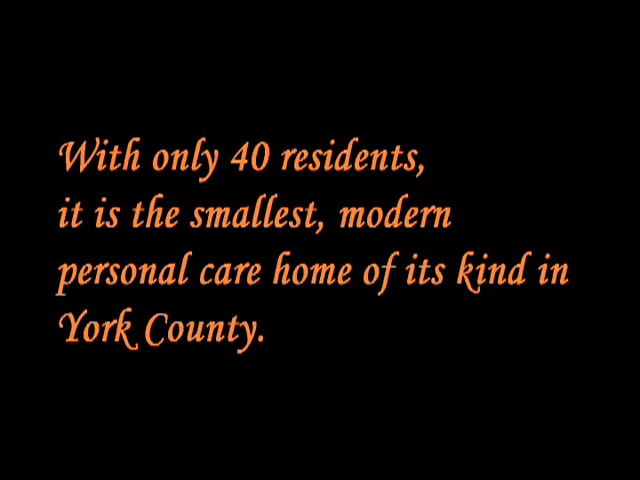 With only 40 residents,
it is the smallest, modern
personal care home of its kind in
York County.